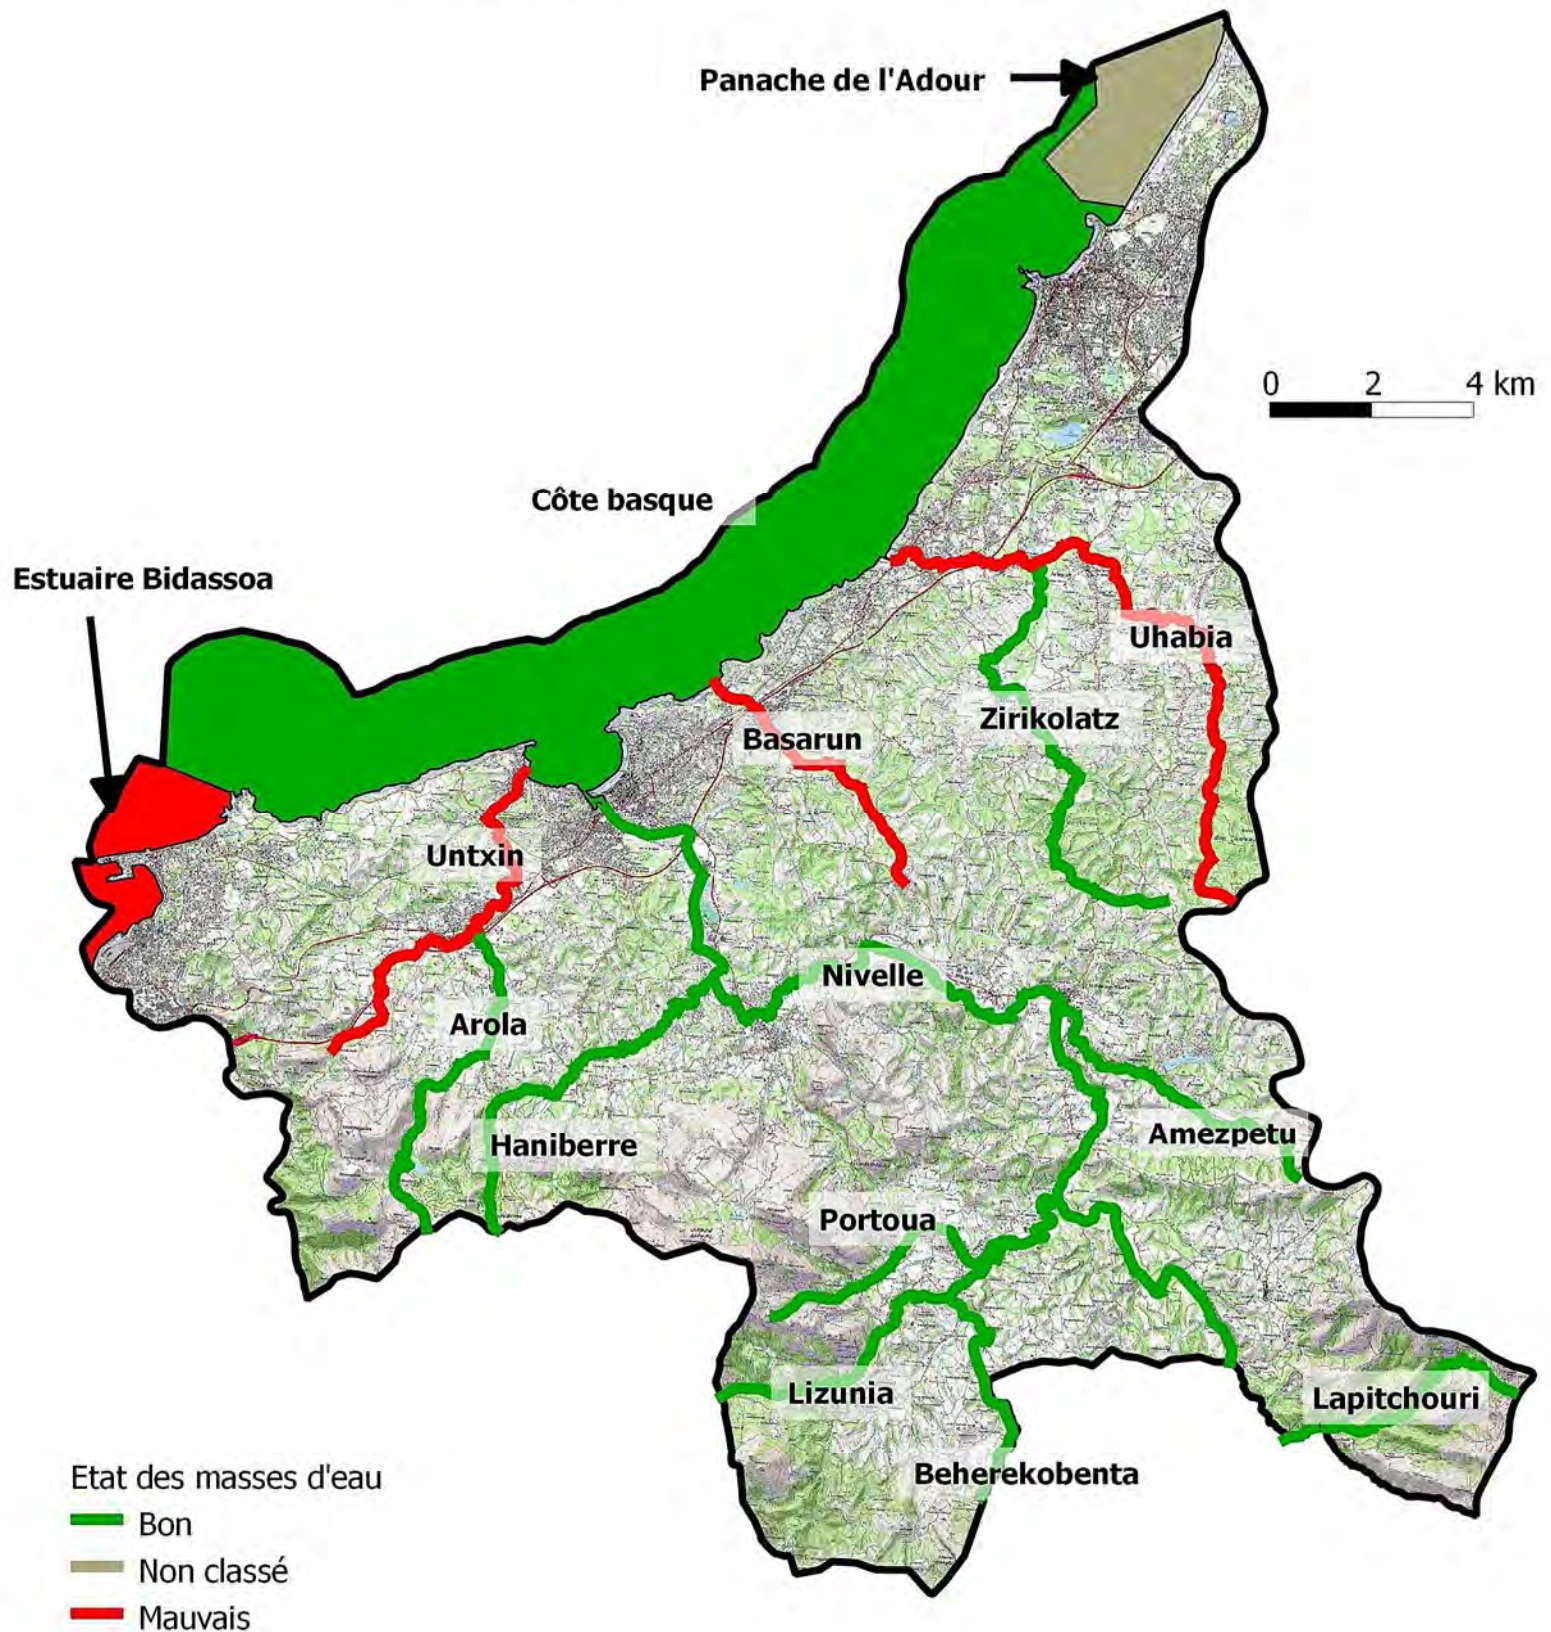 Panache de l'Adour
0 2 4 km
Côte basque
Estuaire Bidassoa
Uhabia
Zirikolatz
Basarun
Untxin
Nivelle
Arola
Amezpetu
Haniberre
Portoua
Lizunia
Lapitchouri
Beherekobenta
Etat des masses d'eau
Bon
Non classé
Mauvais